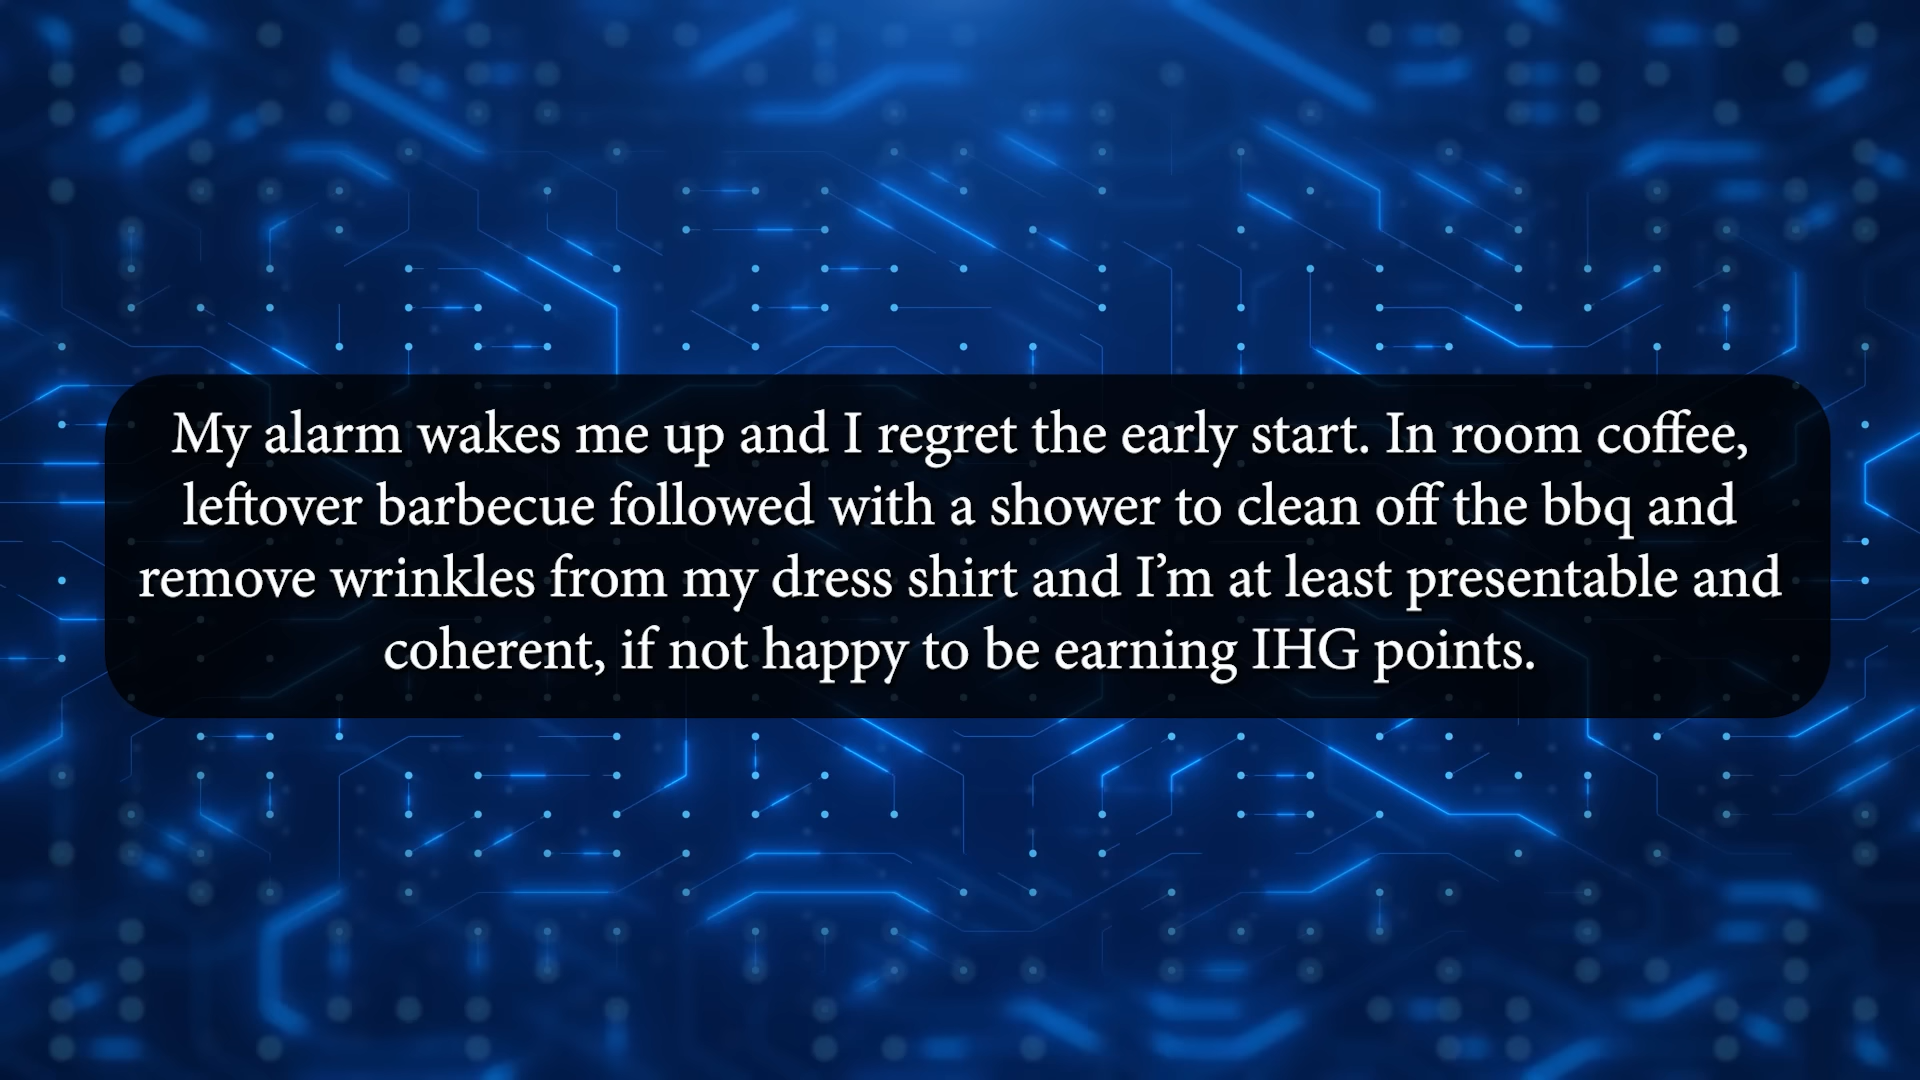 My alarm wakes me up and I regret the early start. In room coffee,
leftover barbecue followed with a shower to clean off the bbq and
remove wrinkles from my dress shirt and I’m at least presentable and
coherent, if not happy to be earning IHG points.